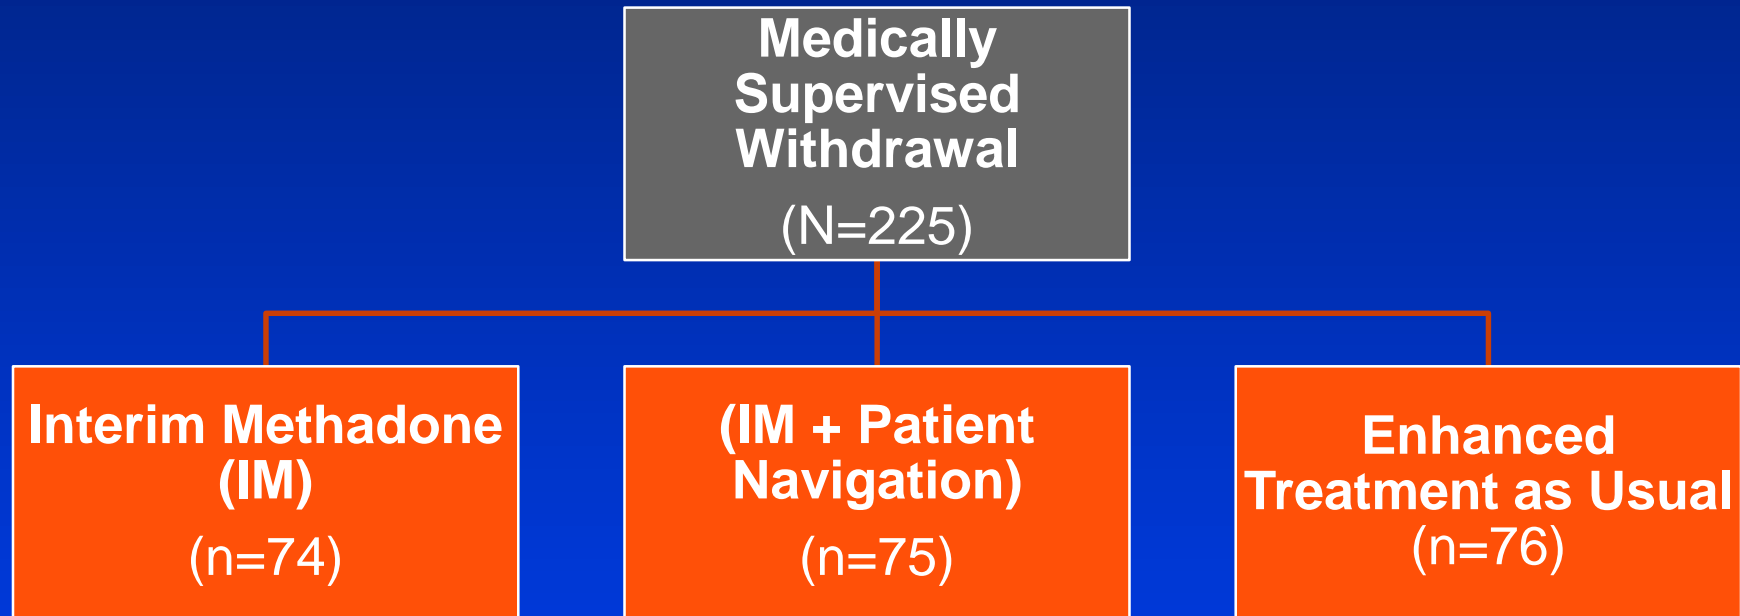 Medically
Supervised
Withdrawal
(N=225)
Interim Methadone
(IM)
(n=74)
(IM + Patient
Navigation)
(n=75)
Enhanced
Treatment as Usual
(n=76)